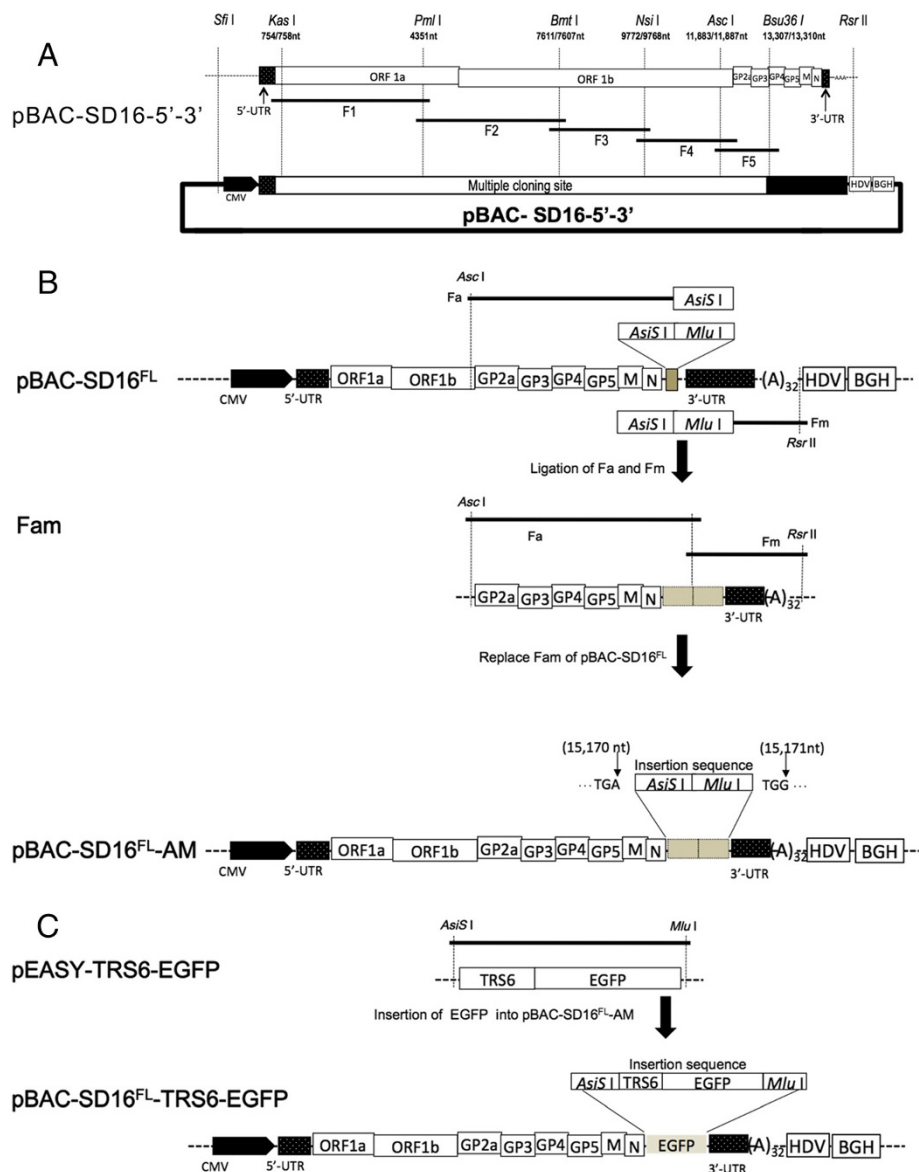 A
Sfi I Kas I Pml I Bmt I Nsi I Asc I Bsu36 I Rsr II
754/758nt 4351nt 7611/7607nt 9772/9768nt 11,883/11,887nt 13,307/13,310nt
ORF 1a ORF 1b GP2a GP3 GP4 GP5 M N AAA
pBAC-SD16-5'-3'
5'-UTR F1 F2 F3 F4 F5 3'-UTR
CMV Multiple cloning site HDV BGH
pBAC- SD16-5'-3'
B
Asc I
Fa AsiS I
AsiS I Mlu I
pBAC-SD16FL
ORF1a ORF1b GP2a GP3 GP4 GP5 M N (A)32 HDV BGH
CMV 5'-UTR 3'-UTR
AsiS I Mlu I Fm
Rsr II
Ligation of Fa and Fm
Fam
Asc I
Fa
Rsr II
Fm
GP2a GP3 GP4 GP5 M N (A)32
3'-UTR
Replace Fam of pBAC-SD16FL
(15,170 nt) (15,171nt)
Insertion sequence
...TGA AsiS I Mlu I TGG ...
pBAC-SD16FL-AM
ORF1a ORF1b GP2a GP3 GP4 GP5 M N (A)32 HDV BGH
CMV 5'-UTR 3'-UTR
C
AsiS I Mlu I
pEASY-TRS6-EGFP
TRS6 EGFP
Insertion of EGFP into pBAC-SD16FL-AM
Insertion sequence
AsiS I TRS6 EGFP Mlu I
pBAC-SD16FL-TRS6-EGFP
ORF1a ORF1b GP2a GP3 GP4 GP5 M N EGFP (A)32 HDV BGH
CMV 5'-UTR 3'-UTR